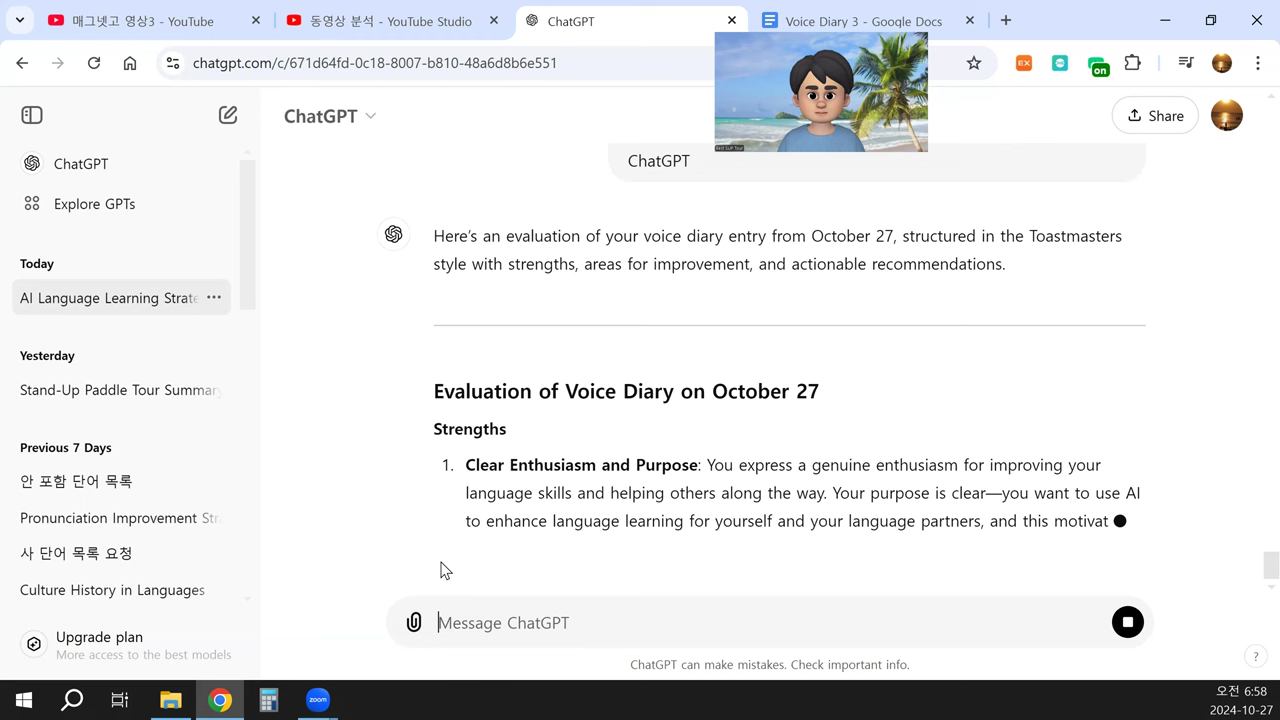 매그넷고 영상3 - YouTube
동영상 분석 - YouTube Studio
ChatGPT
Voice Diary 3 - Google Docs
chatgpt.com/c/671d64fd-0c18-8007-b810-48a6d8b6e551
EX
on
ChatGPT
Share
ChatGPT
Explore GPTs
Today
AI Language Learning Strate
Yesterday
Stand-Up Paddle Tour Summary
Previous 7 Days
안 포함 단어 목록
Pronunciation Improvement Str
사 단어 목록 요청
Culture History in Languages
Upgrade plan
More access to the best models
Best SUP Tour
ChatGPT
Here's an evaluation of your voice diary entry from October 27, structured in the Toastmasters
style with strengths, areas for improvement, and actionable recommendations.
Evaluation of Voice Diary on October 27
Strengths
1. Clear Enthusiasm and Purpose: You express a genuine enthusiasm for improving your
language skills and helping others along the way. Your purpose is clear—you want to use AI
to enhance language learning for yourself and your language partners, and this motivat
Message ChatGPT
ChatGPT can make mistakes. Check important info.
?
zoom
오전 6:58
2024-10-27